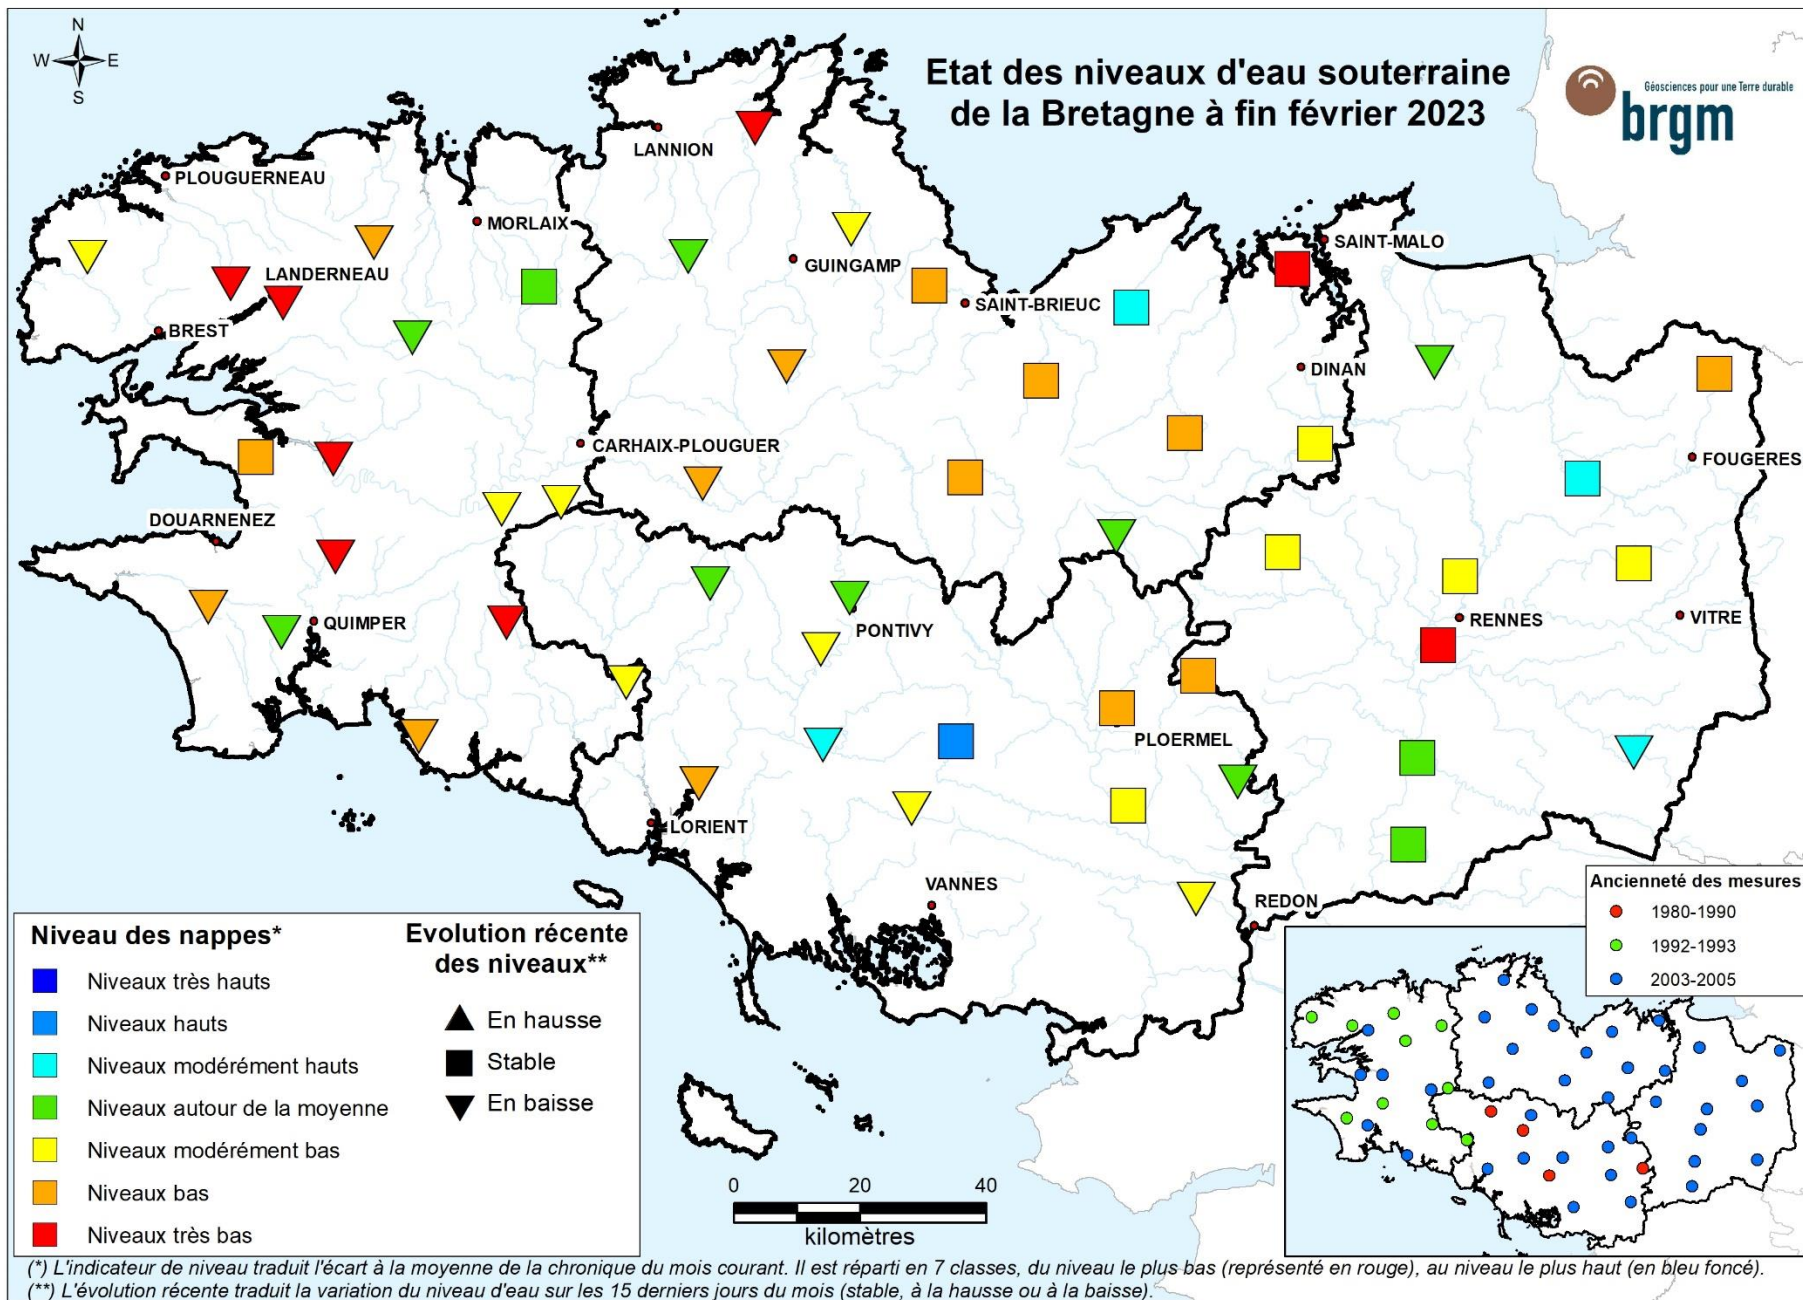 N
W E
S
Etat des niveaux d'eau souterraine
de la Bretagne à fin février 2023
Géosciences pour une Terre durable
brgm
LANNION
PLOUGUERNEAU
MORLAIX
SAINT-MALO
GUINGAMP
LANDERNEAU
SAINT-BRIEUC
BREST
DINAN
CARHAIX-PLOUGUER
FOUGERES
DOUARNENEZ
QUIMPER
PONTIVY
RENNES
VITRE
PLOERMEL
LORIENT
VANNES
REDON
Niveau des nappes*
Niveaux très hauts
Niveaux hauts
Niveaux modérément hauts
Niveaux autour de la moyenne
Niveaux modérément bas
Niveaux bas
Niveaux très bas
Evolution récente
des niveaux**
En hausse
Stable
En baisse
0 20 40
kilomètres
Ancienneté des mesures
1980-1990
1992-1993
2003-2005
(*) L'indicateur de niveau traduit l'écart à la moyenne de la chronique du mois courant. Il est réparti en 7 classes, du niveau le plus bas (représenté en rouge), au niveau le plus haut (en bleu foncé).
(**) L'évolution récente traduit la variation du niveau d'eau sur les 15 derniers jours du mois (stable, à la hausse ou à la baisse).